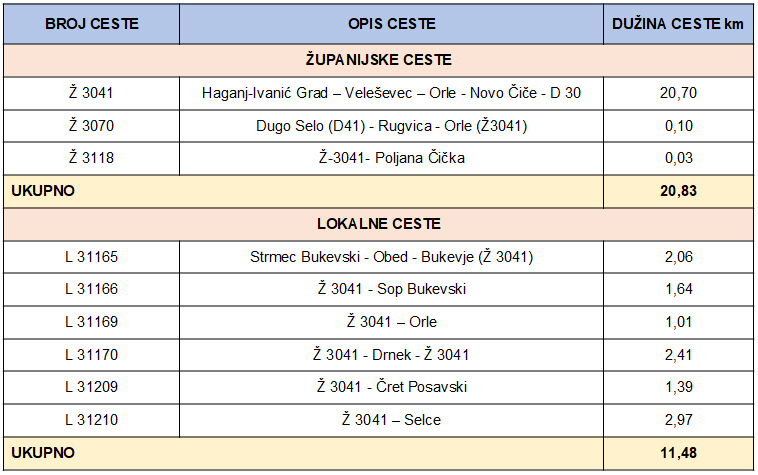 BROJ CESTE OPIS CESTE DUŽINA CESTE km
ŽUPANIJSKE CESTE
Ž 3041 Haganj-Ivanić Grad – Veleševec – Orle - Novo Čiče - D 30 20,70
Ž 3070 Dugo Selo (D41) - Rugvica - Orle (Ž3041) 0,10
Ž 3118 Ž-3041- Poljana Čička 0,03
UKUPNO 20,83
LOKALNE CESTE
L 31165 Strmec Bukevski - Obed - Bukevje (Ž 3041) 2,06
L 31166 Ž 3041 - Sop Bukevski 1,64
L 31169 Ž 3041 – Orle 1,01
L 31170 Ž 3041 - Drnek - Ž 3041 2,41
L 31209 Ž 3041 - Čret Posavski 1,39
L 31210 Ž 3041 – Selce 2,97
UKUPNO 11,48